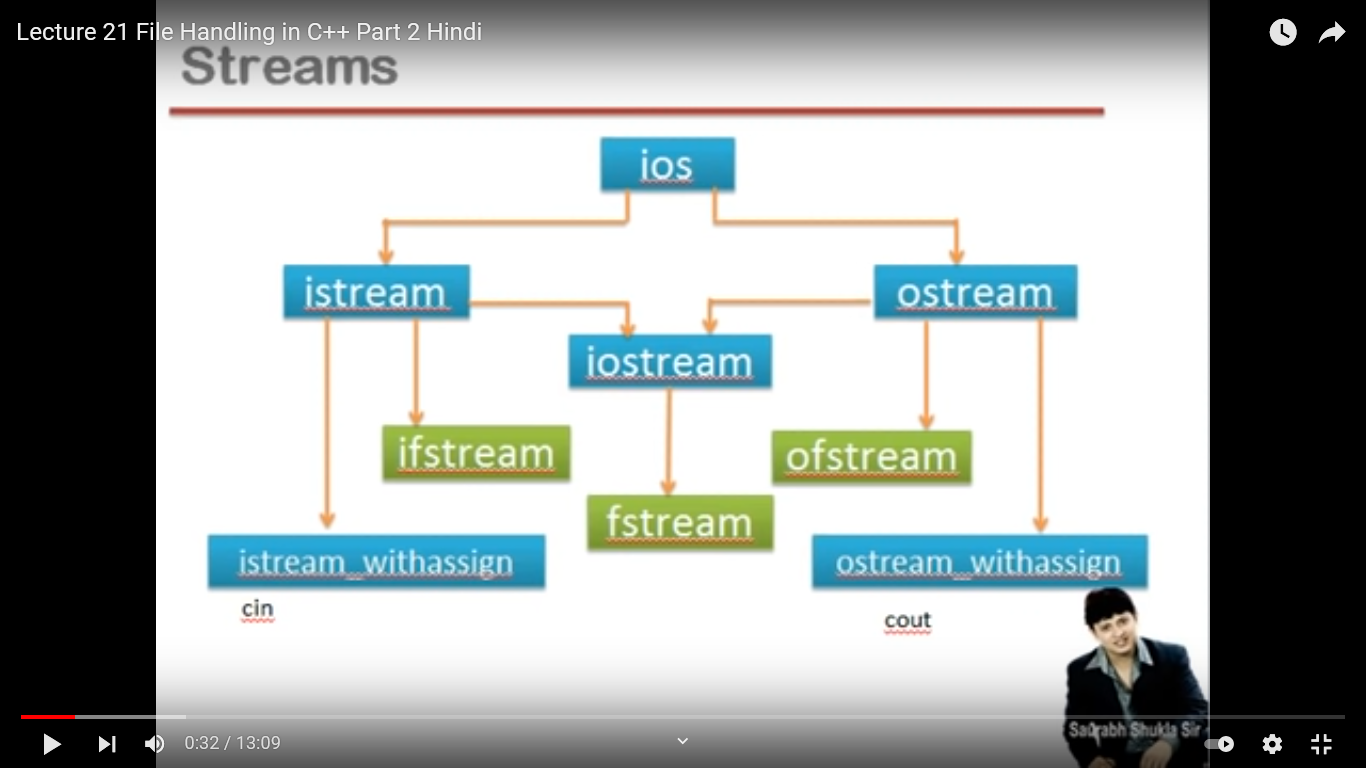 Lecture 21 File Handling in C++ Part 2 Hindi
Streams
ios
istream
ostream
iostream
ifstream
ofstream
fstream
istream_withassign
ostream_withassign
cin
cout
Saurabh Shukla Sir
0:32 / 13:09